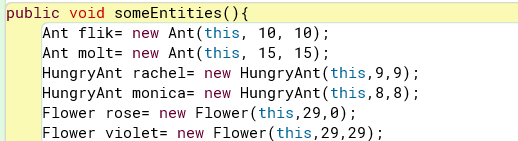 public void someEntities(){
Ant flik= new Ant(this, 10, 10);
Ant molt= new Ant(this, 15, 15);
HungryAnt rachel= new HungryAnt(this,9,9);
HungryAnt monica= new HungryAnt(this,8,8);
Flower rose= new Flower(this,29,0);
Flower violet= new Flower(this,29,29);